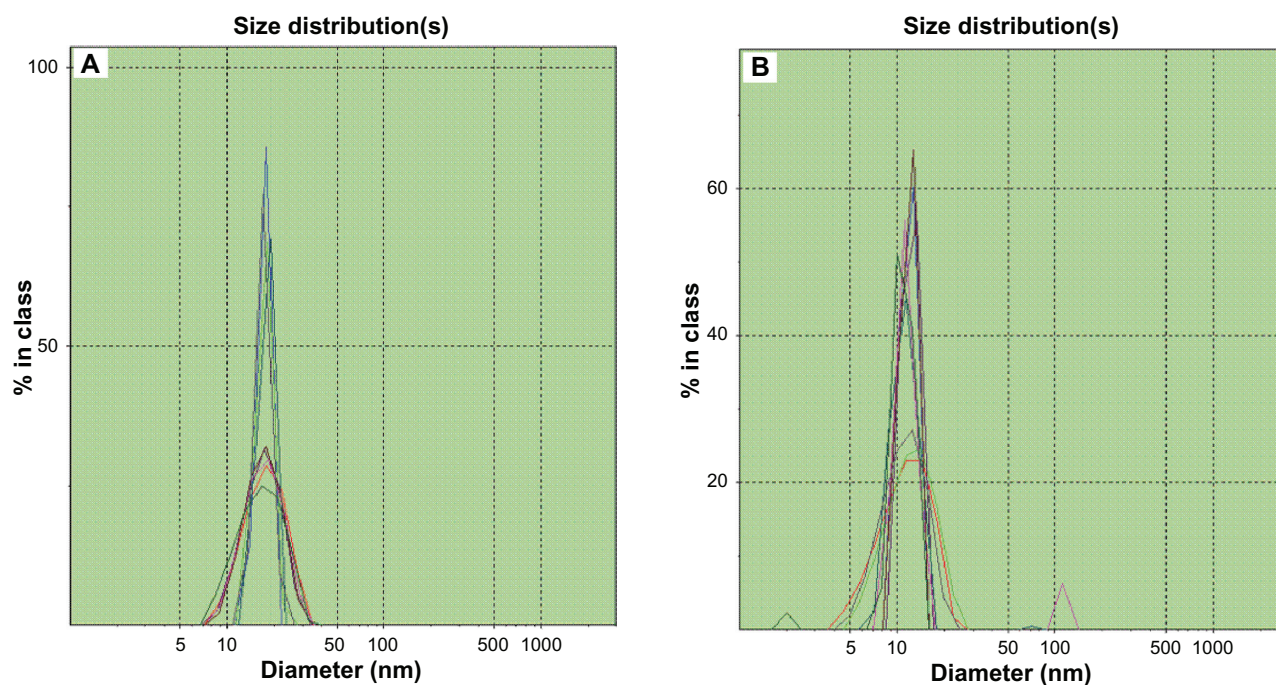 Size distribution(s)
A
100
50
% in class
5 10 50 100 500 1000
Diameter (nm)
Size distribution(s)
B
60
40
20
% in class
5 10 50 100 500 1000
Diameter (nm)